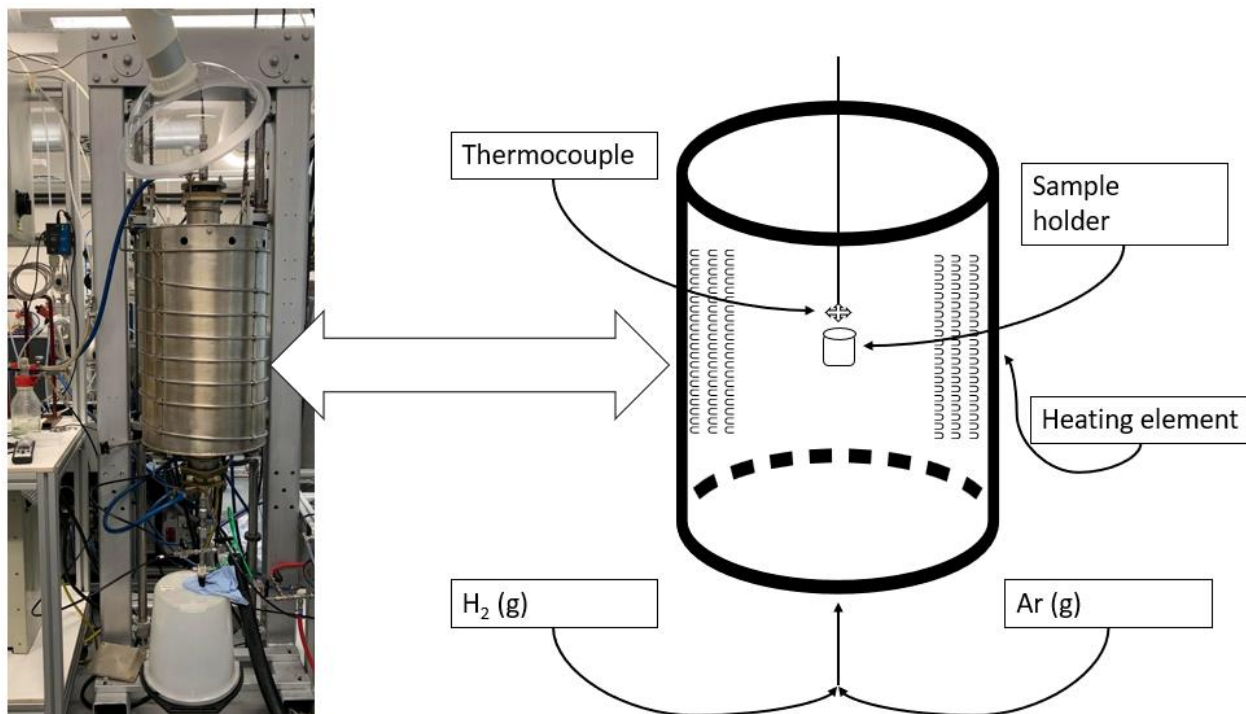 Thermocouple
Sample
holder
Heating element
H₂ (g)
Ar (g)